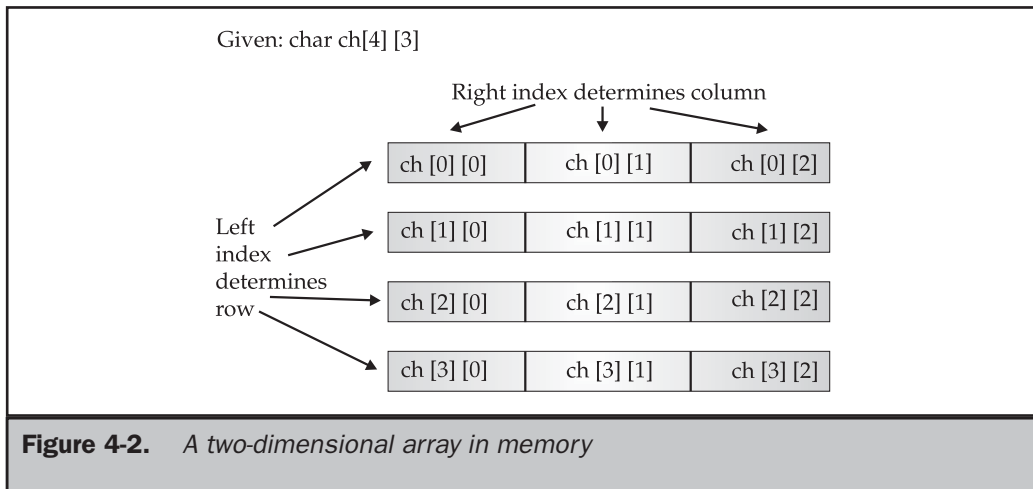 Given: char ch[4] [3]
Right index determines column
ch [0] [0] ch [0] [1] ch [0] [2]
Left
index
determines
row
ch [1] [0] ch [1] [1] ch [1] [2]
ch [2] [0] ch [2] [1] ch [2] [2]
ch [3] [0] ch [3] [1] ch [3] [2]
Figure 4-2. A two-dimensional array in memory